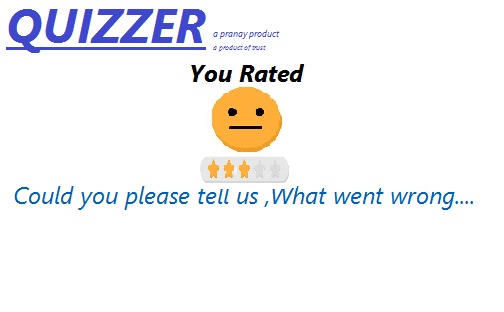 QUIZZER
a pranay product
a product of trust
You Rated
Could you please tell us ,What went wrong....